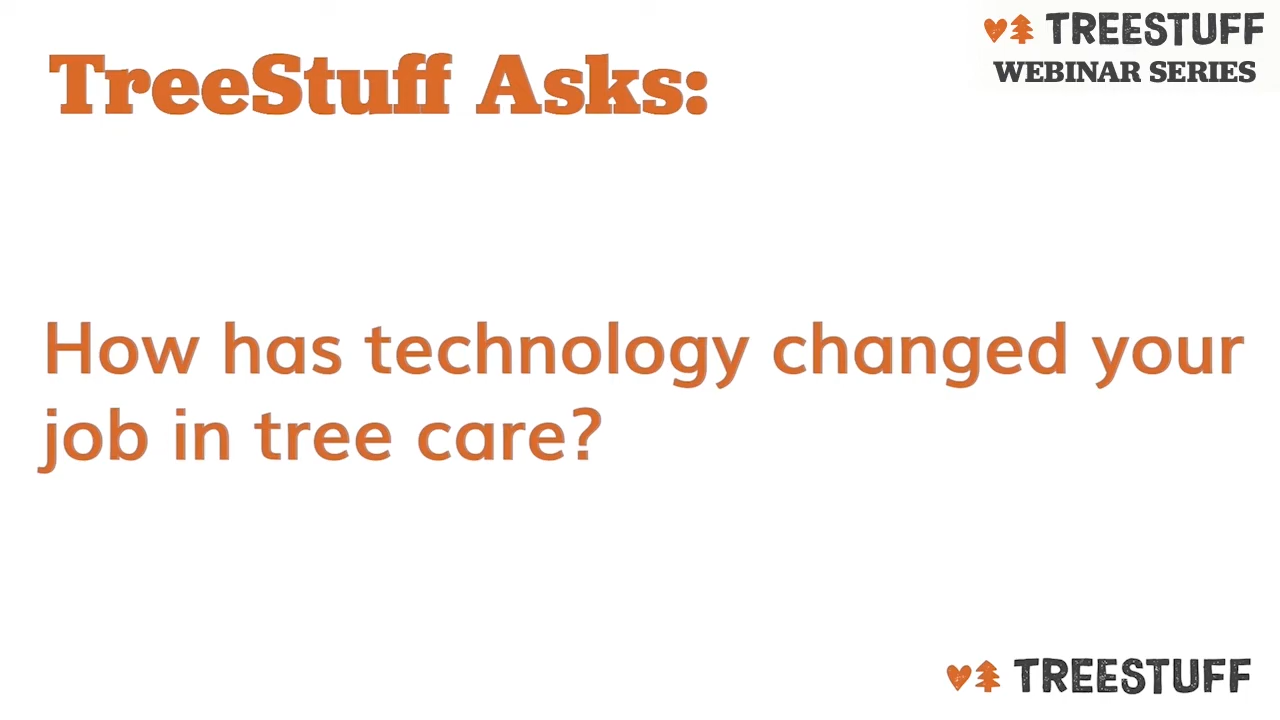 TREESTUFF
WEBINAR SERIES
TreeStuff Asks:
How has technology changed your
job in tree care?
TREESTUFF